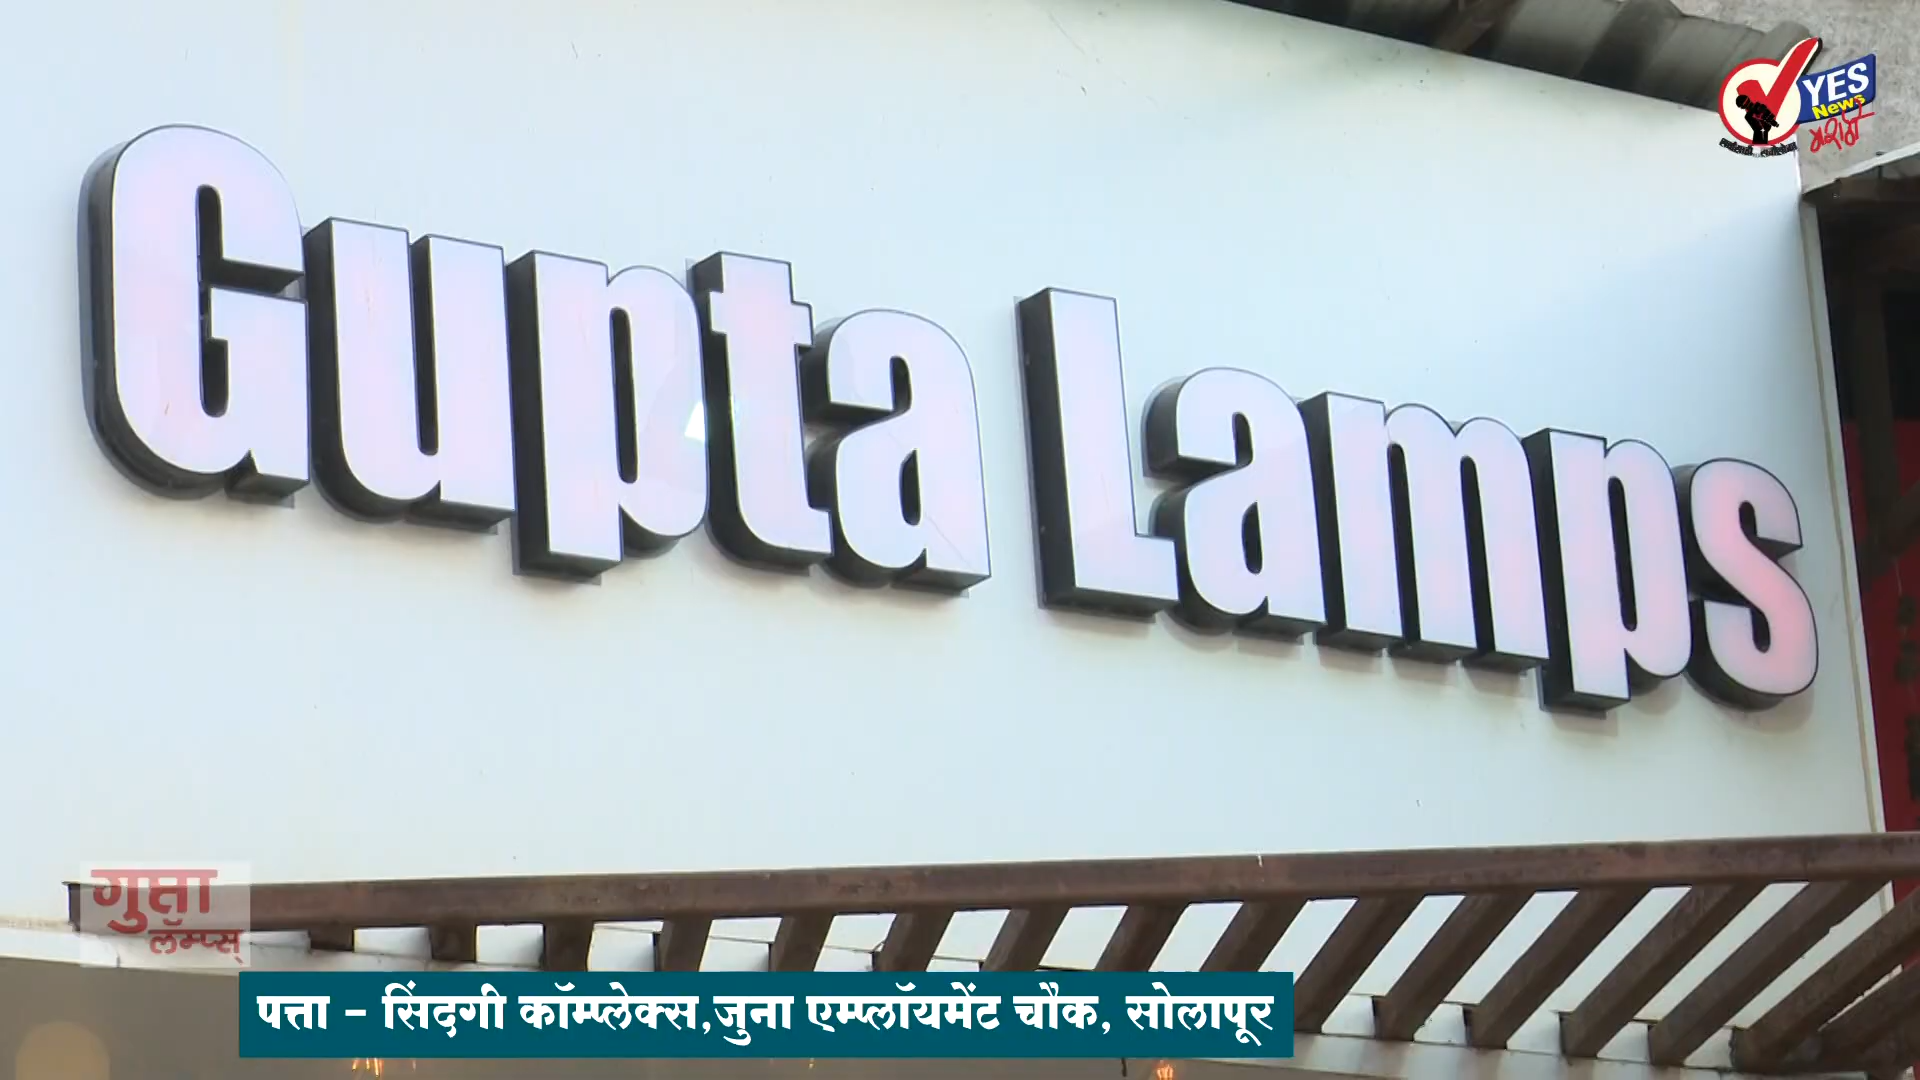 YES
News
मराठी
Gupta Lamps
गुप्ता
लॅम्प्स्
पत्ता - सिंदगी कॉम्प्लेक्स,जुना एम्प्लॉयमेंट चौक, सोलापूर